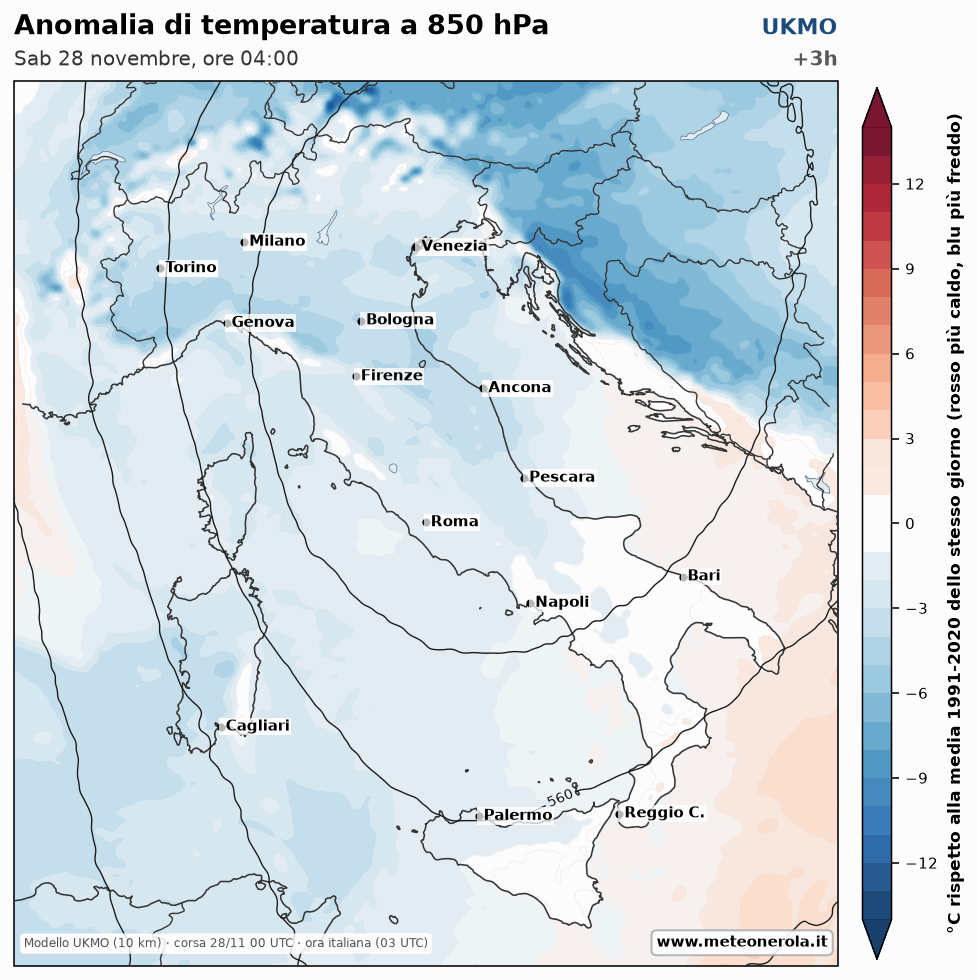 Anomalia di temperatura a 850 hPa
UKMO
Sab 28 novembre, ore 04:00
+3h
Milano
Venezia
Torino
Genova
Bologna
Firenze
Ancona
Pescara
Roma
Bari
Napoli
Cagliari
560
Palermo
Reggio C.
12
9
6
3
0
−3
−6
−9
−12
°C rispetto alla media 1991-2020 dello stesso giorno (rosso più caldo, blu più freddo)
Modello UKMO (10 km) · corsa 28/11 00 UTC · ora italiana (03 UTC)
www.meteonerola.it